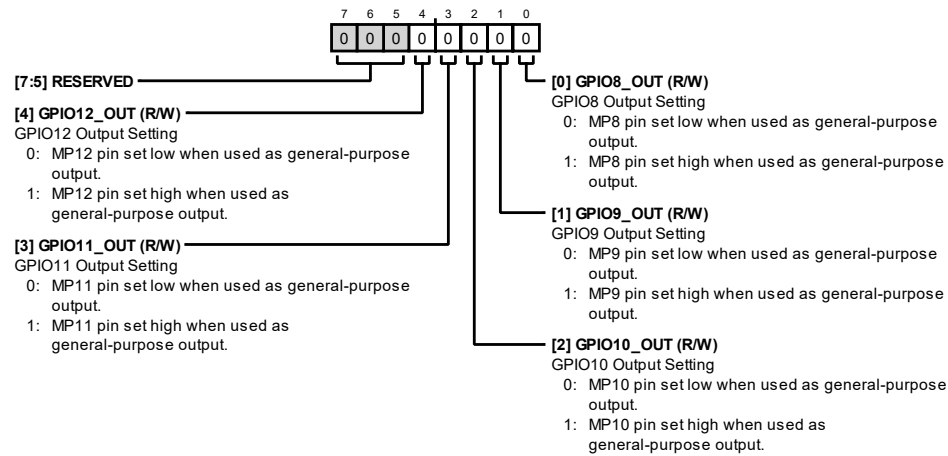 7 6 5 4 3 2 1 0
0 0 0 0 0 0 0 0
[7:5] RESERVED
[4] GPIO12_OUT (R/W)
GPIO12 Output Setting
0: MP12 pin set low when used as general-purpose
output.
1: MP12 pin set high when used as
general-purpose output.
[3] GPIO11_OUT (R/W)
GPIO11 Output Setting
0: MP11 pin set low when used as general-purpose
output.
1: MP11 pin set high when used as
general-purpose output.
[0] GPIO8_OUT (R/W)
GPIO8 Output Setting
0: MP8 pin set low when used as general-purpose
output.
1: MP8 pin set high when used as general-purpose
output.
[1] GPIO9_OUT (R/W)
GPIO9 Output Setting
0: MP9 pin set low when used as general-purpose
output.
1: MP9 pin set high when used as general-purpose
output.
[2] GPIO10_OUT (R/W)
GPIO10 Output Setting
0: MP10 pin set low when used as general-purpose
output.
1: MP10 pin set high when used as
general-purpose output.